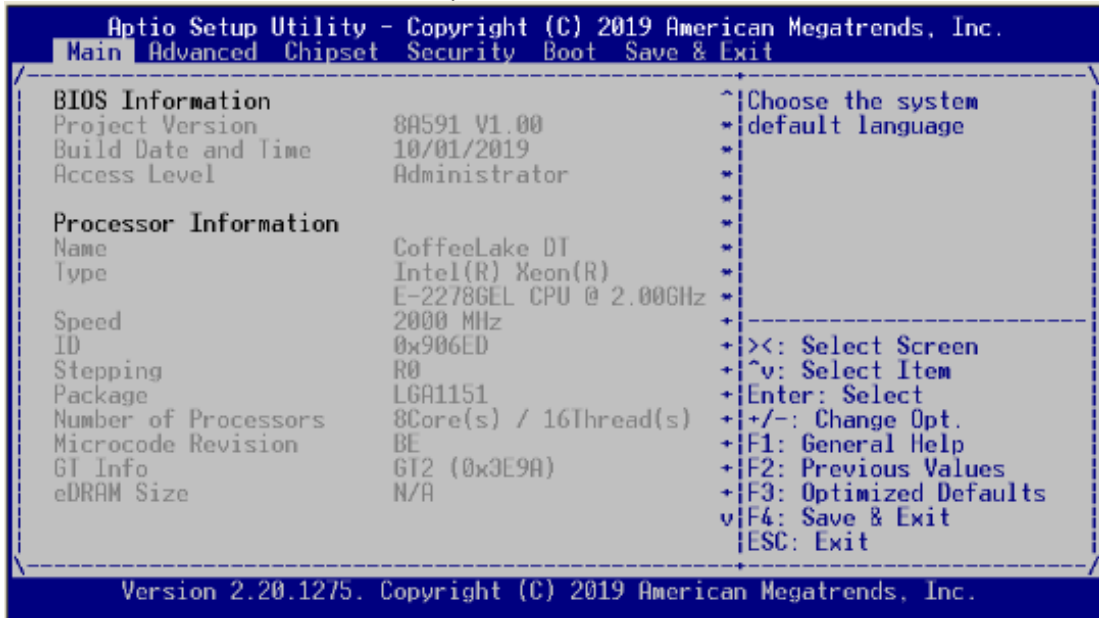 Aptio Setup Utility - Copyright (C) 2019 American Megatrends, Inc.
Main Advanced Chipset Security Boot Save & Exit
BIOS Information
Project Version 8A591 V1.00
Build Date and Time 10/01/2019
Access Level Administrator
Processor Information
Name CoffeeLake DT
Type Intel(R) Xeon(R)
E-2278GEL CPU @ 2.00GHz
Speed 2000 MHz
ID 0x906ED
Stepping R0
Package LGA1151
Number of Processors 8Core(s) / 16Thread(s)
Microcode Revision BE
GT Info GT2 (0x3E9A)
eDRAM Size N/A
Choose the system
default language
><: Select Screen
^v: Select Item
Enter: Select
+/-: Change Opt.
F1: General Help
F2: Previous Values
F3: Optimized Defaults
F4: Save & Exit
ESC: Exit
Version 2.20.1275. Copyright (C) 2019 American Megatrends, Inc.